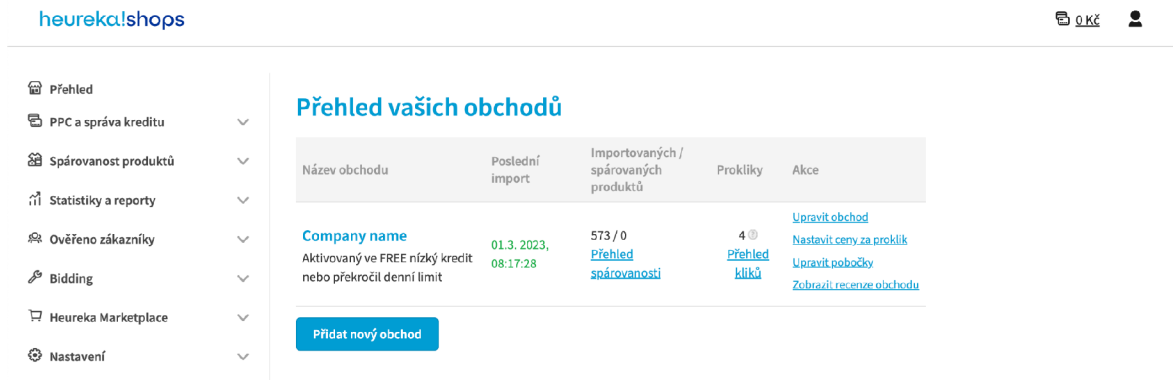 heureka!shops
0 Kč
Přehled
PPC a správa kreditu
Spárovanost produktů
Statistiky a reporty
Ověřeno zákazníky
Bidding
Heureka Marketplace
Nastavení
Přehled vašich obchodů
Název obchodu
Poslední
import
Importovaných /
spárovaných
produktů
Prokliky
Akce
Company name
Aktivovaný ve FREE nízký kredit
nebo překročil denní limit
01.3. 2023,
08:17:28
573 / 0
Přehled
spárovanosti
4
Přehled
kliků
Upravit obchod
Nastavit ceny za proklik
Upravit pobočky
Zobrazit recenze obchodu
Přidat nový obchod